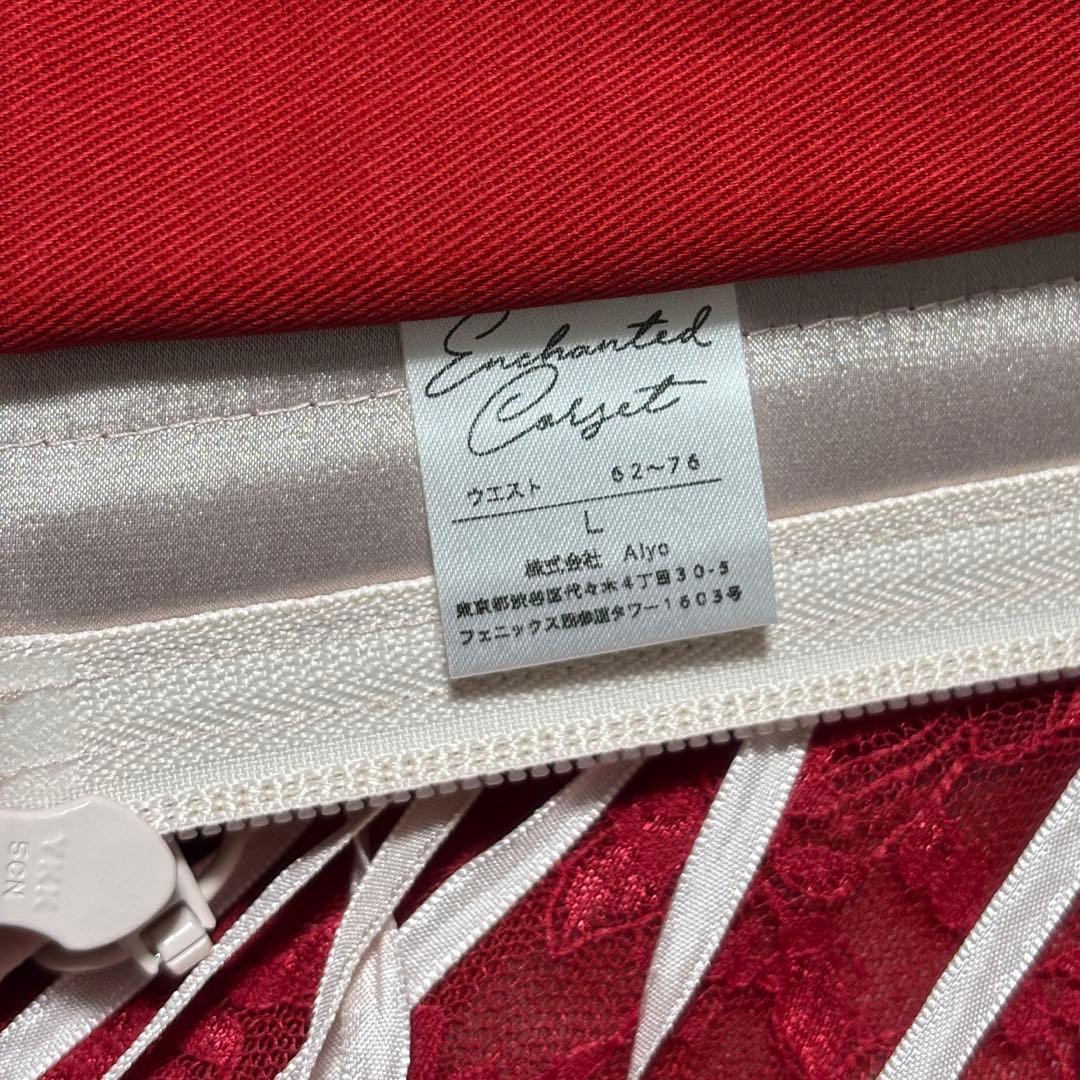 Enchanted
Corset
ウエスト 62~76
L
株式会社 Alyo
東京都渋谷区代々木4丁目30-5
フェニックス西参道タワー1603号
YKK
5CN